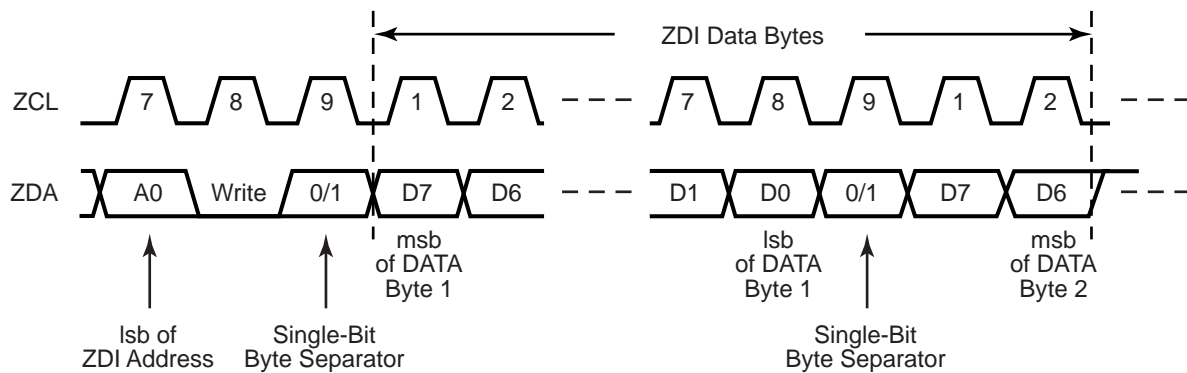 ZDI Data Bytes
ZCL 7 8 9 1 2 7 8 9 1 2
ZDA A0 Write 0/1 D7 D6 D1 D0 0/1 D7 D6
msb
of DATA
Byte 1
lsb
of DATA
Byte 1
msb
of DATA
Byte 2
lsb of
ZDI Address
Single-Bit
Byte Separator
Single-Bit
Byte Separator